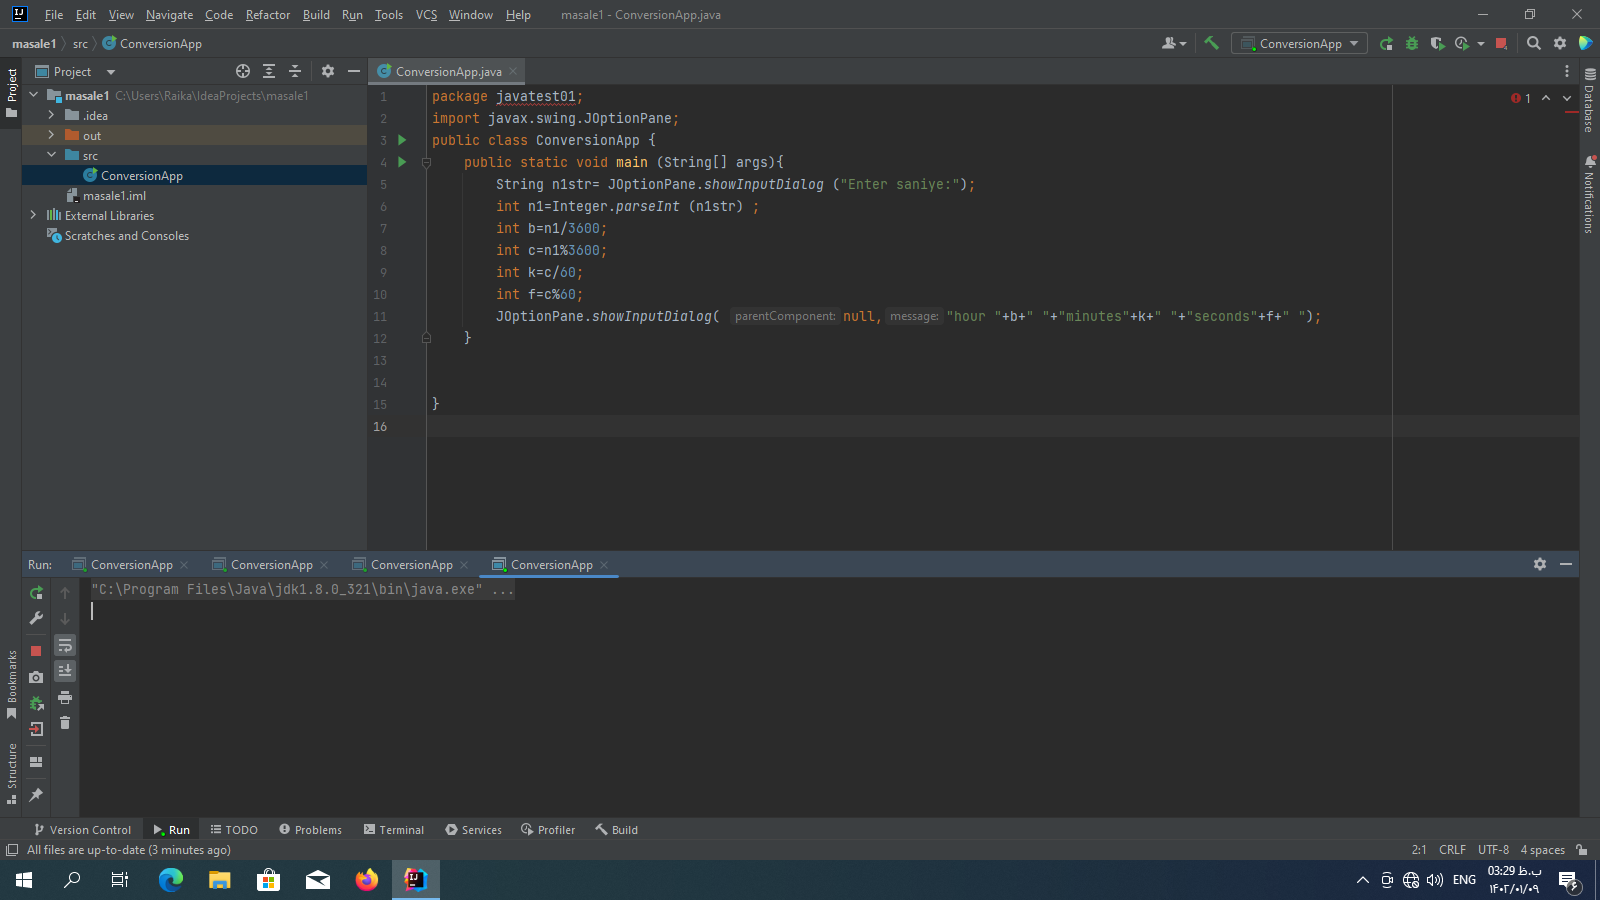 File Edit View Navigate Code Refactor Build Run Tools VCS Window Help masale1 - ConversionApp.java
masale1 src ConversionApp
ConversionApp
Project
ConversionApp.java
masale1 C:\Users\Raika\IdeaProjects\masale1
.idea
out
src
ConversionApp
masale1.iml
External Libraries
Scratches and Consoles
1 package javatest01;
2 import javax.swing.JOptionPane;
3 public class ConversionApp {
4 public static void main (String[] args){
5 String n1str= JOptionPane.showInputDialog ("Enter saniye:");
6 int n1=Integer.parseInt (n1str) ;
7 int b=n1/3600;
8 int c=n1%3600;
9 int k=c/60;
10 int f=c%60;
11 JOptionPane.showInputDialog( parentComponent: null, message: "hour "+b+" "+"minutes"+k+" "+"seconds"+f+" ");
12 }
13
14
15 }
16
1
Project
Bookmarks
Structure
Database
Notifications
Run: ConversionApp ConversionApp ConversionApp ConversionApp
"C:\Program Files\Java\jdk1.8.0_321\bin\java.exe" ...
Version Control Run TODO Problems Terminal Services Profiler Build
All files are up-to-date (3 minutes ago) 2:1 CRLF UTF-8 4 spaces
ENG
03:29 ب.ظ
۱۴۰۲/۰۱/۰۹